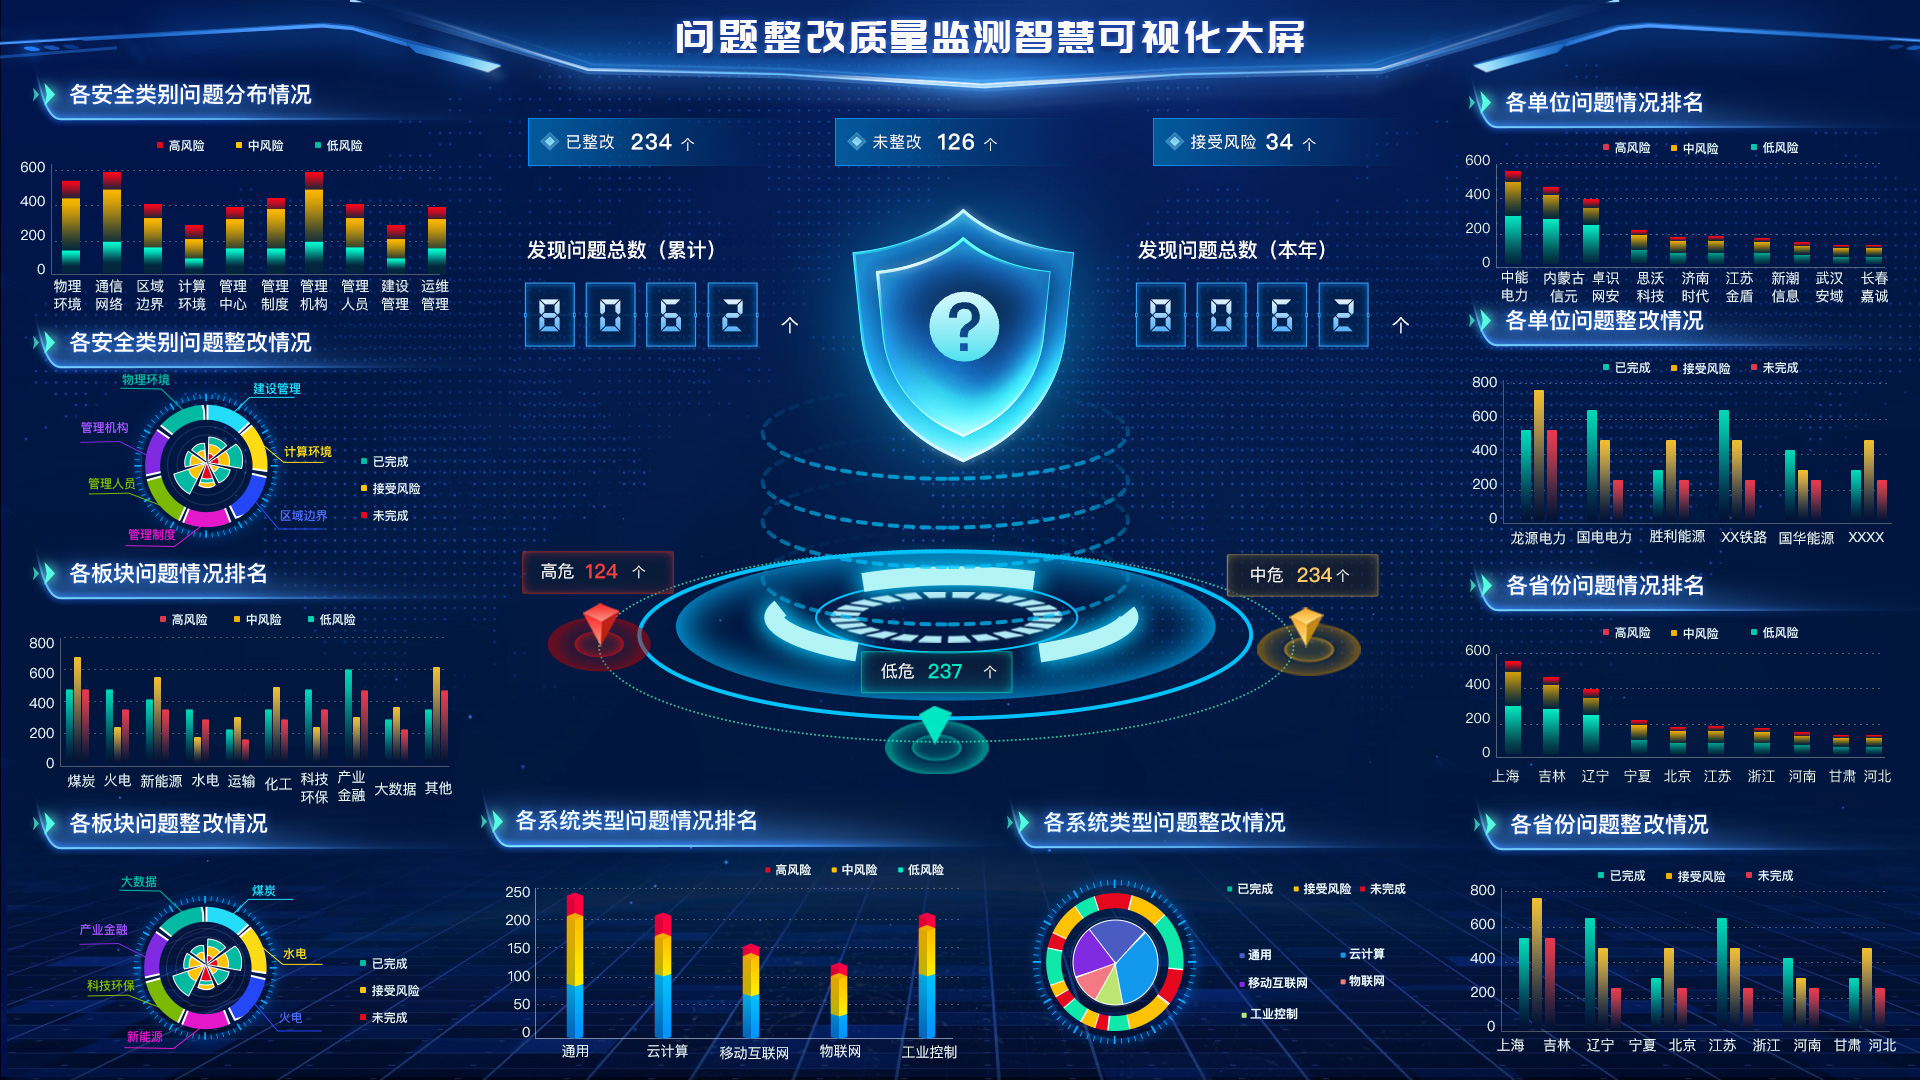 问题整改质量监测智慧可视化大屏
各安全类别问题分布情况
高风险 中风险 低风险
600
400
200
0
物理环境 通信网络 区域边界 计算环境 管理中心 管理制度 管理机构 管理人员 建设管理 运维管理
各安全类别问题整改情况
物理环境
建设管理
管理机构
计算环境
管理人员
区域边界
管理制度
已完成
接受风险
未完成
各板块问题情况排名
高风险 中风险 低风险
800
600
400
200
0
煤炭 火电 新能源 水电 运输 化工 科技环保 产业金融 大数据 其他
各板块问题整改情况
大数据
煤炭
产业金融
水电
科技环保
火电
新能源
已完成
接受风险
未完成
已整改 234 个
未整改 126 个
接受风险 34 个
发现问题总数（累计）
8062 个
发现问题总数（本年）
8062 个
?
高危 124 个
中危 234 个
低危 237 个
各系统类型问题情况排名
高风险 中风险 低风险
250
200
150
100
50
0
通用 云计算 移动互联网 物联网 工业控制
各系统类型问题整改情况
已完成 接受风险 未完成
通用 云计算
移动互联网 物联网
工业控制
各单位问题情况排名
高风险 中风险 低风险
600
400
200
0
中能电力 内蒙古信元 卓识网安 思沃科技 济南时代 江苏金盾 新潮信息 武汉安域 长春嘉诚
各单位问题整改情况
已完成 接受风险 未完成
800
600
400
200
0
龙源电力 国电电力 胜利能源 XX铁路 国华能源 XXXX
各省份问题情况排名
高风险 中风险 低风险
600
400
200
0
上海 吉林 辽宁 宁夏 北京 江苏 浙江 河南 甘肃 河北
各省份问题整改情况
已完成 接受风险 未完成
800
600
400
200
0
上海 吉林 辽宁 宁夏 北京 江苏 浙江 河南 甘肃 河北